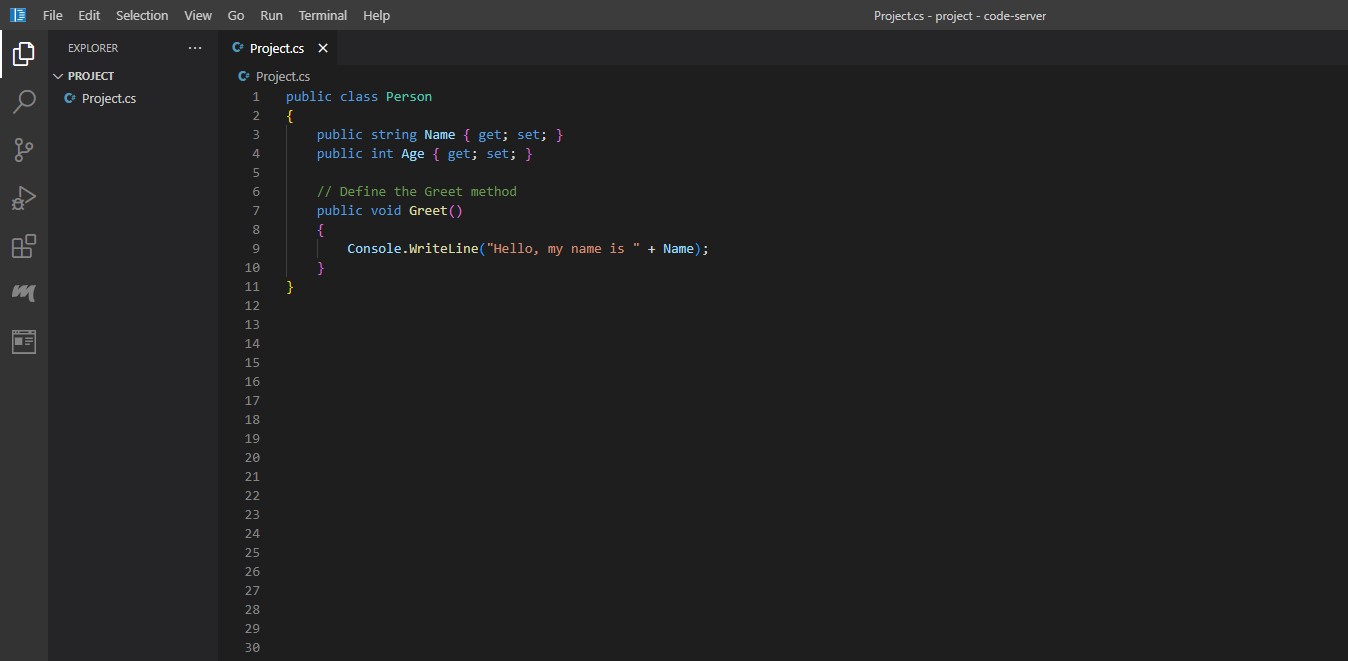 File Edit Selection View Go Run Terminal Help Project.cs - project - code-server
EXPLORER ···
PROJECT
C# Project.cs
C# Project.cs ×
C# Project.cs
1 public class Person
2 {
3     public string Name { get; set; }
4     public int Age { get; set; }
5
6     // Define the Greet method
7     public void Greet()
8     {
9         Console.WriteLine("Hello, my name is " + Name);
10     }
11 }
12
13
14
15
16
17
18
19
20
21
22
23
24
25
26
27
28
29
30